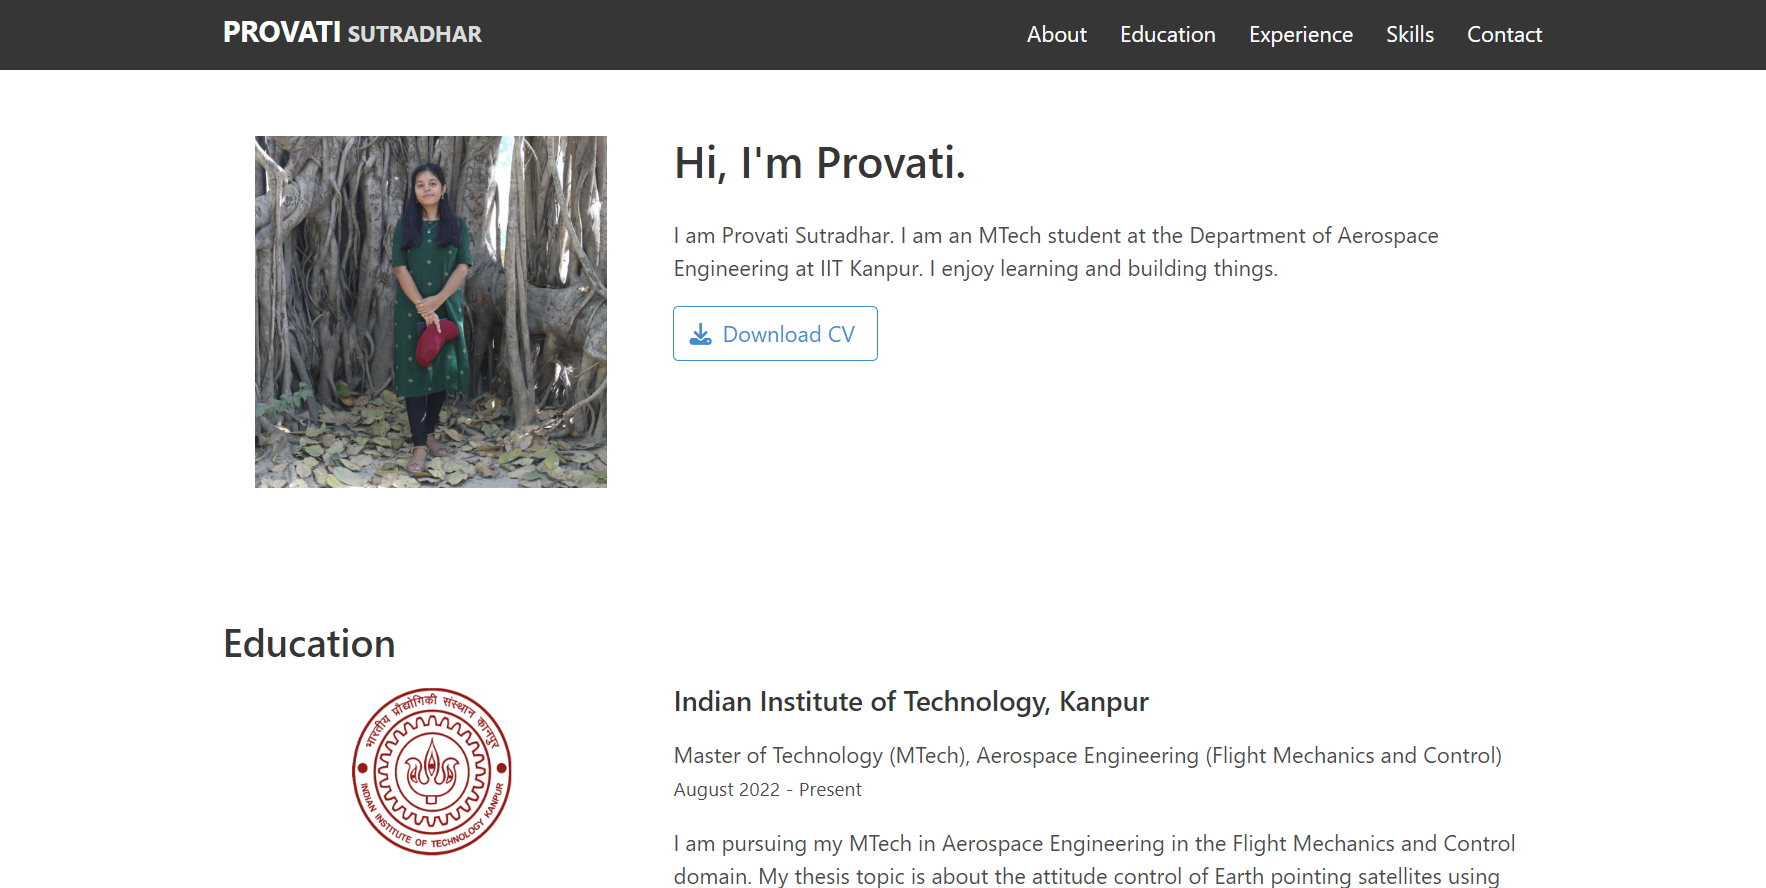 PROVATI SUTRADHAR
About Education Experience Skills Contact
Hi, I'm Provati.
I am Provati Sutradhar. I am an MTech student at the Department of Aerospace
Engineering at IIT Kanpur. I enjoy learning and building things.
Download CV
Education
भारतीय प्रौद्योगिकी संस्थान कानपुर
INDIAN INSTITUTE OF TECHNOLOGY KANPUR
Indian Institute of Technology, Kanpur
Master of Technology (MTech), Aerospace Engineering (Flight Mechanics and Control)
August 2022 - Present
I am pursuing my MTech in Aerospace Engineering in the Flight Mechanics and Control
domain. My thesis topic is about the attitude control of Earth pointing satellites using